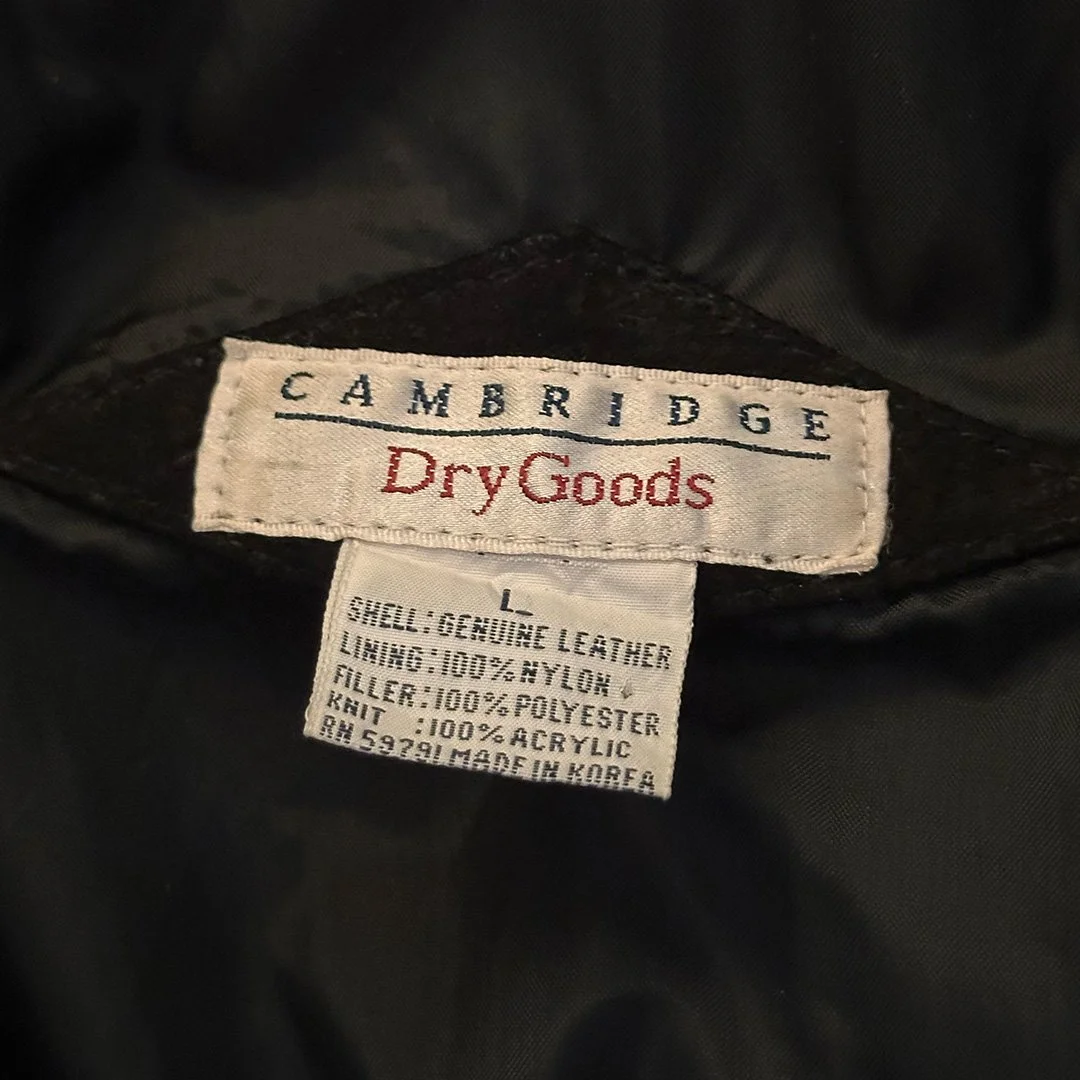 CAMBRIDGE
Dry Goods
L
SHELL: GENUINE LEATHER
LINING: 100% NYLON
FILLER: 100% POLYESTER
KNIT : 100% ACRYLIC
RN 59791 MADE IN KOREA